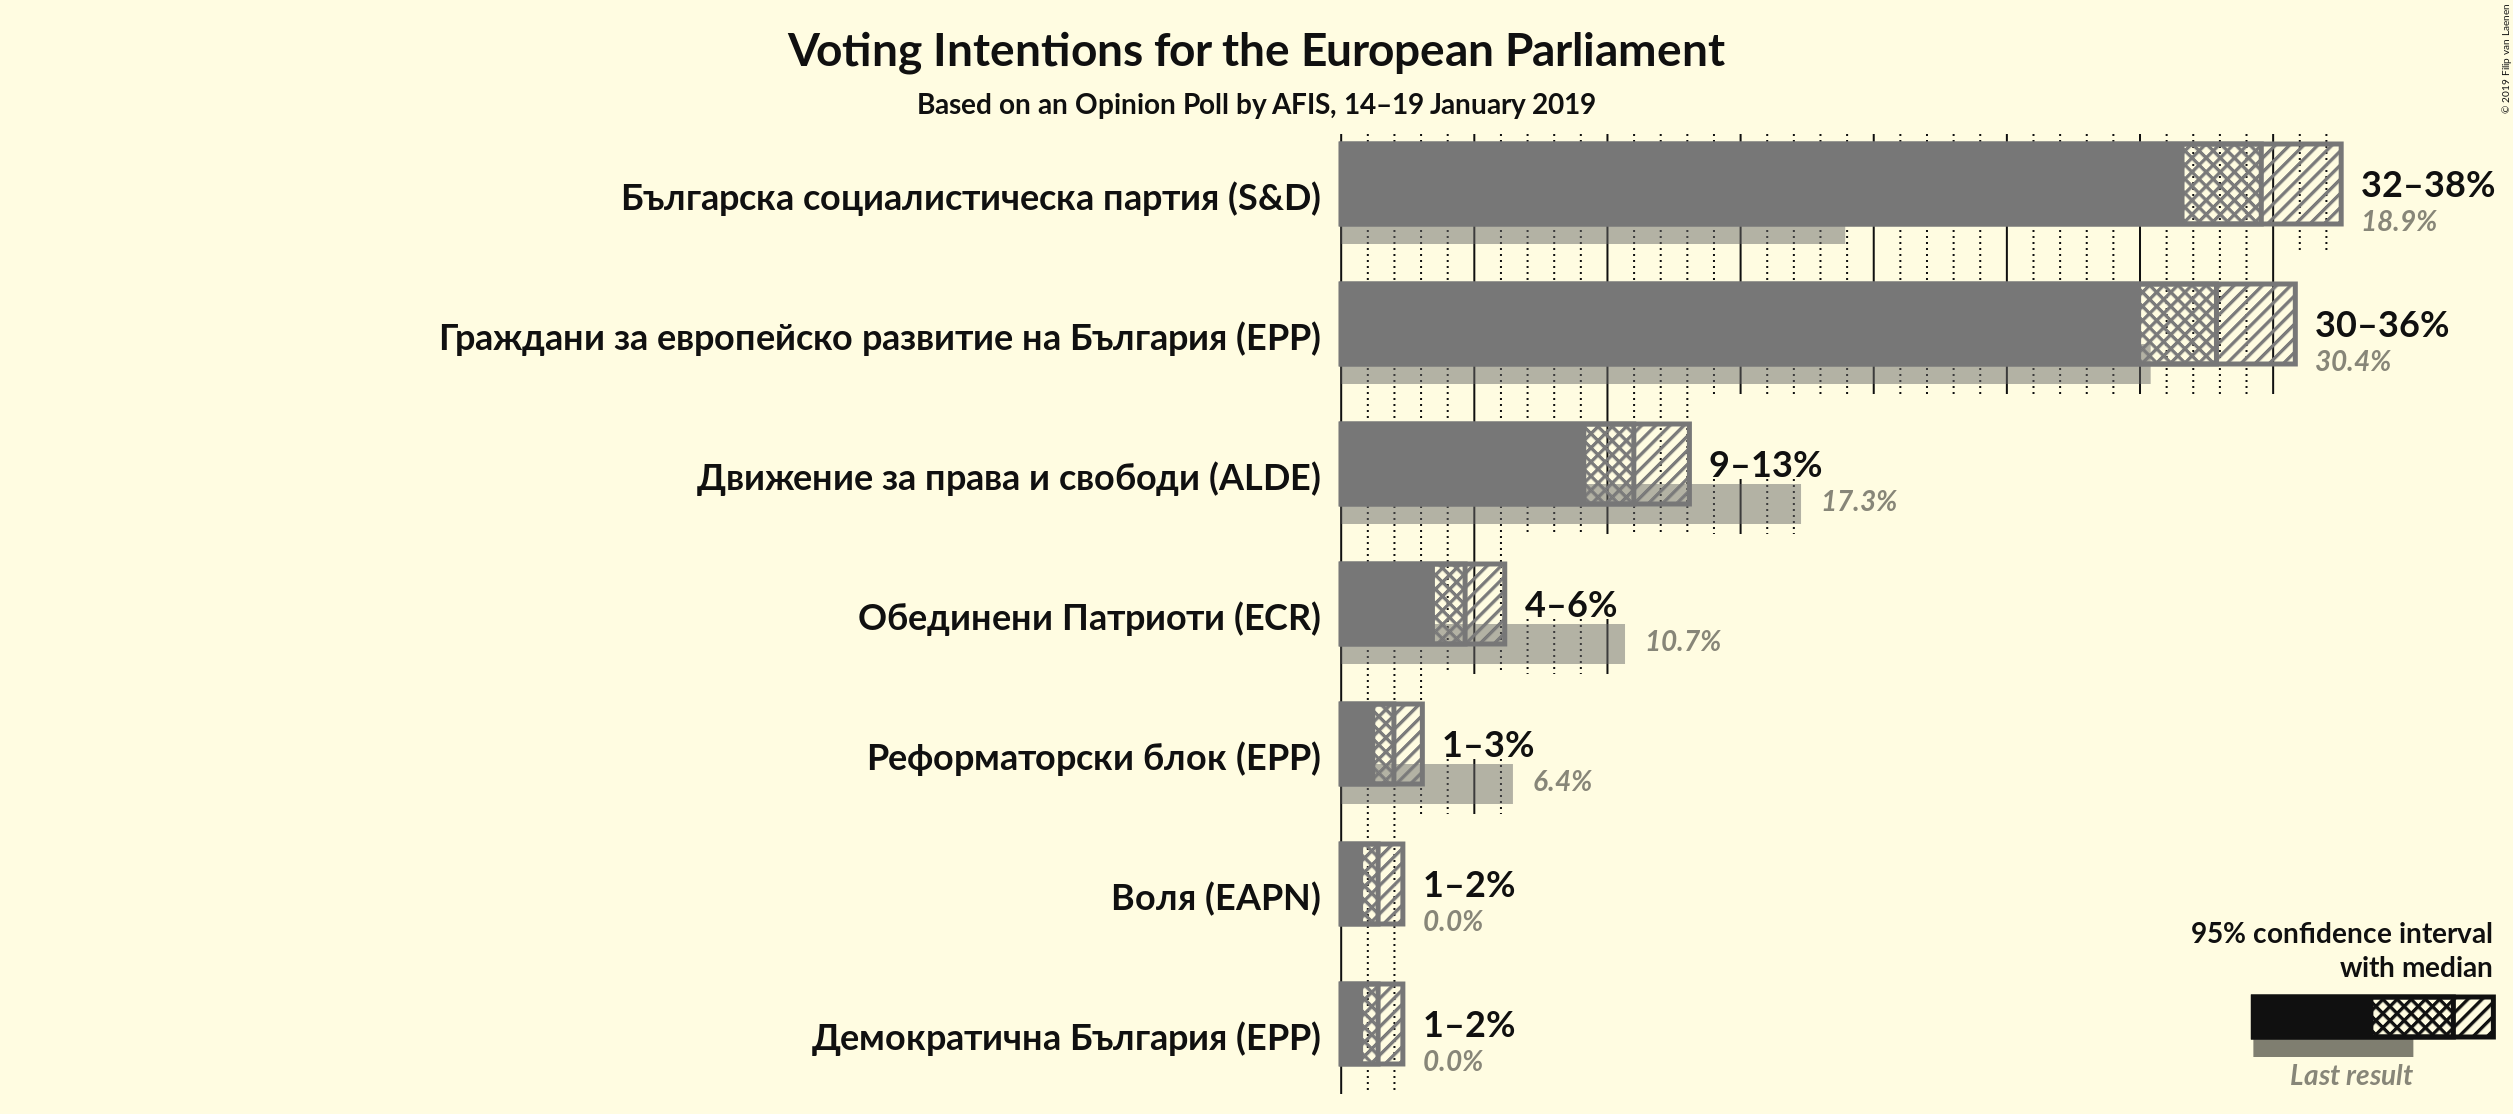 Voting Intentions for the European Parliament
Based on an Opinion Poll by AFIS, 14–19 January 2019
© 2019 Filip van Laenen
Българска социалистическа партия (S&D)
32–38%
18.9%
Граждани за европейско развитие на България (EPP)
30–36%
30.4%
Движение за права и свободи (ALDE)
9–13%
17.3%
Обединени Патриоти (ECR)
4–6%
10.7%
Реформаторски блок (EPP)
1–3%
6.4%
Воля (EAPN)
1–2%
0.0%
Демократична България (EPP)
1–2%
0.0%
95% confidence interval
with median
Last result